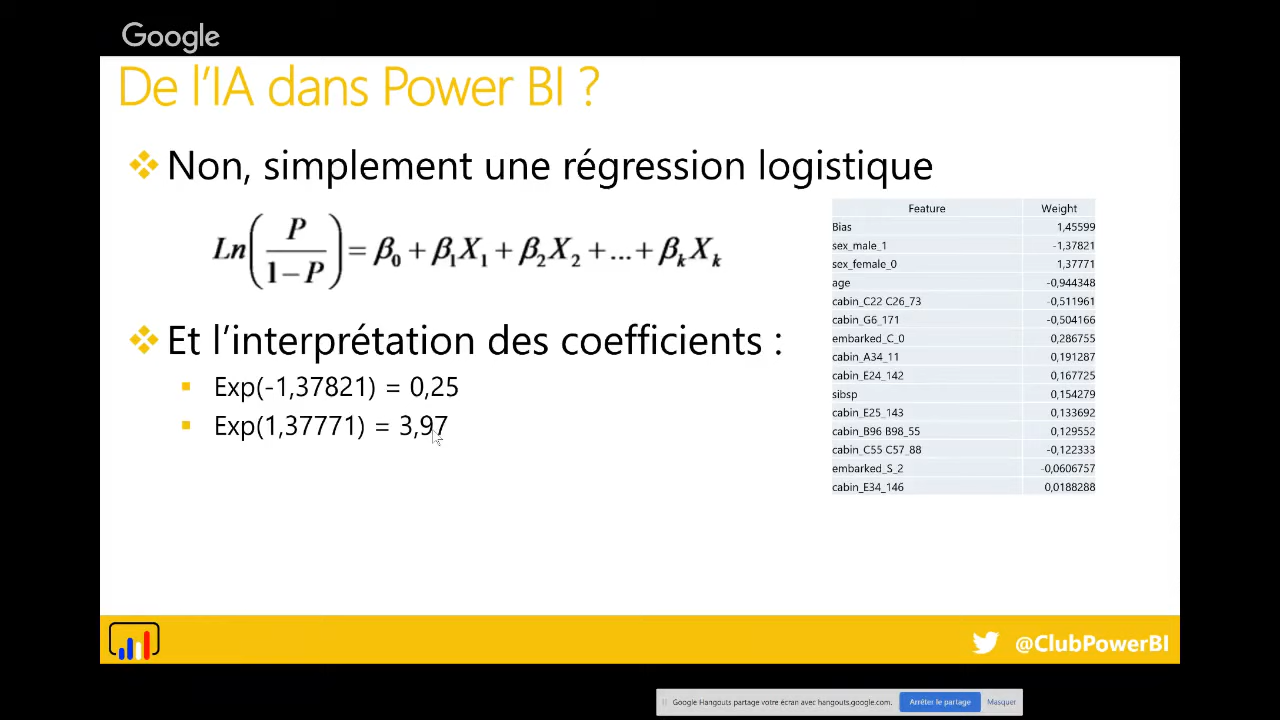 Google
De l'IA dans Power BI ?
Non, simplement une régression logistique
Ln(P/1−P) = β0 + β1X1 + β2X2 + ... + βkXk
Feature Weight
Bias 1,45599
sex_male_1 -1,37821
sex_female_0 1,37771
age -0,944348
cabin_C22 C26_73 -0,511961
cabin_G6_171 -0,504166
embarked_C_0 0,286755
cabin_A34_11 0,191287
cabin_E24_142 0,167725
sibsp 0,154279
cabin_E25_143 0,133692
cabin_B96 B98_55 0,129552
cabin_C55 C57_88 -0,122333
embarked_S_2 -0,0606757
cabin_E34_146 0,0188288
Et l'interprétation des coefficients :
Exp(-1,37821) = 0,25
Exp(1,37771) = 3,97
@ClubPowerBI
Google Hangouts partage votre écran avec hangouts.google.com. Arrêter le partage Masquer